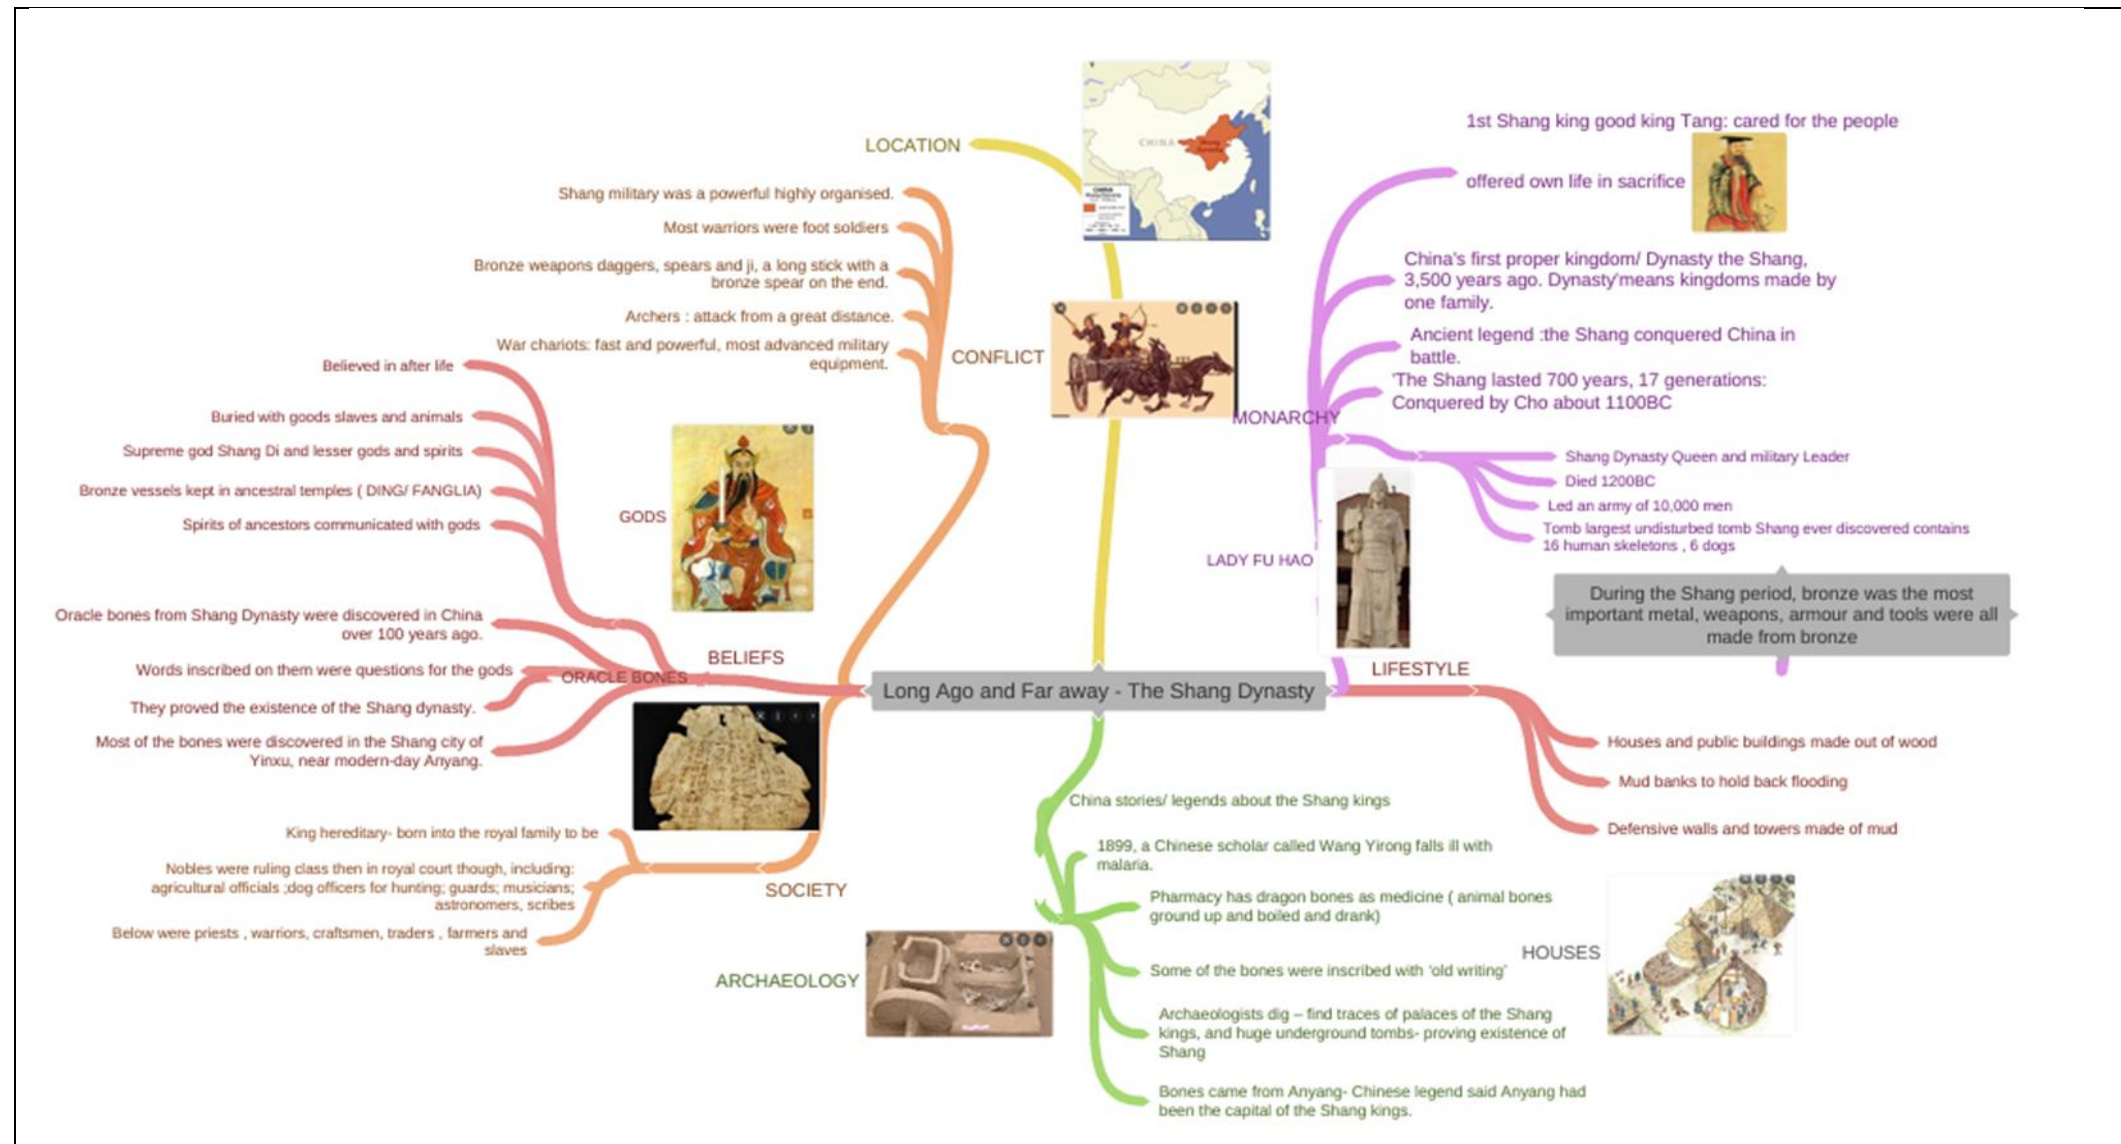 LOCATION
CHINA
Shang military was a powerful highly organised.
Most warriors were foot soldiers
Bronze weapons daggers, spears and ji, a long stick with a
bronze spear on the end.
Archers : attack from a great distance.
War chariots: fast and powerful, most advanced military
equipment.
CONFLICT
Believed in after life
Buried with goods slaves and animals
Supreme god Shang Di and lesser gods and spirits
Bronze vessels kept in ancestral temples ( DING/ FANGLIA)
Spirits of ancestors communicated with gods
GODS
Oracle bones from Shang Dynasty were discovered in China
over 100 years ago.
Words inscribed on them were questions for the gods
They proved the existence of the Shang dynasty.
Most of the bones were discovered in the Shang city of
Yinxu, near modern-day Anyang.
ORACLE BONES
BELIEFS
King hereditary- born into the royal family to be
Nobles were ruling class then in royal court though, including:
agricultural officials ;dog officers for hunting; guards; musicians;
astronomers, scribes
Below were priests , warriors, craftsmen, traders , farmers and
slaves
SOCIETY
Long Ago and Far away - The Shang Dynasty
1st Shang king good king Tang: cared for the people
offered own life in sacrifice
China's first proper kingdom/ Dynasty the Shang,
3,500 years ago. Dynasty'means kingdoms made by
one family.
Ancient legend :the Shang conquered China in
battle.
'The Shang lasted 700 years, 17 generations:
Conquered by Cho about 1100BC
MONARCHY
Shang Dynasty Queen and military Leader
Died 1200BC
Led an army of 10,000 men
Tomb largest undisturbed tomb Shang ever discovered contains
16 human skeletons , 6 dogs
LADY FU HAO
During the Shang period, bronze was the most
important metal, weapons, armour and tools were all
made from bronze
LIFESTYLE
Houses and public buildings made out of wood
Mud banks to hold back flooding
Defensive walls and towers made of mud
HOUSES
China stories/ legends about the Shang kings
1899, a Chinese scholar called Wang Yirong falls ill with
malaria.
Pharmacy has dragon bones as medicine ( animal bones
ground up and boiled and drank)
Some of the bones were inscribed with 'old writing'
Archaeologists dig – find traces of palaces of the Shang
kings, and huge underground tombs- proving existence of
Shang
Bones came from Anyang- Chinese legend said Anyang had
been the capital of the Shang kings.
ARCHAEOLOGY